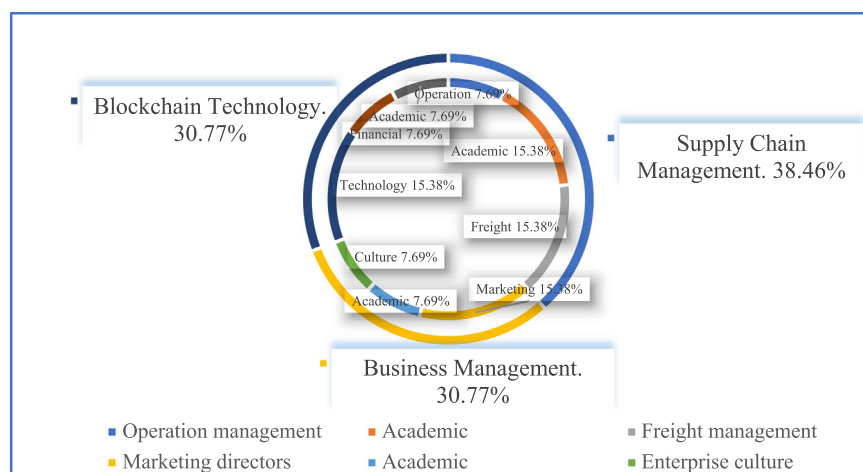 Blockchain Technology.
30.77%
Supply Chain
Management. 38.46%
Operation 7.69%
Academic 7.69%
Financial 7.69%
Academic 15.38%
Technology 15.38%
Freight 15.38%
Culture 7.69%
Marketing 15.38%
Academic 7.69%
Business Management.
30.77%
Operation management
Academic
Freight management
Marketing directors
Academic
Enterprise culture